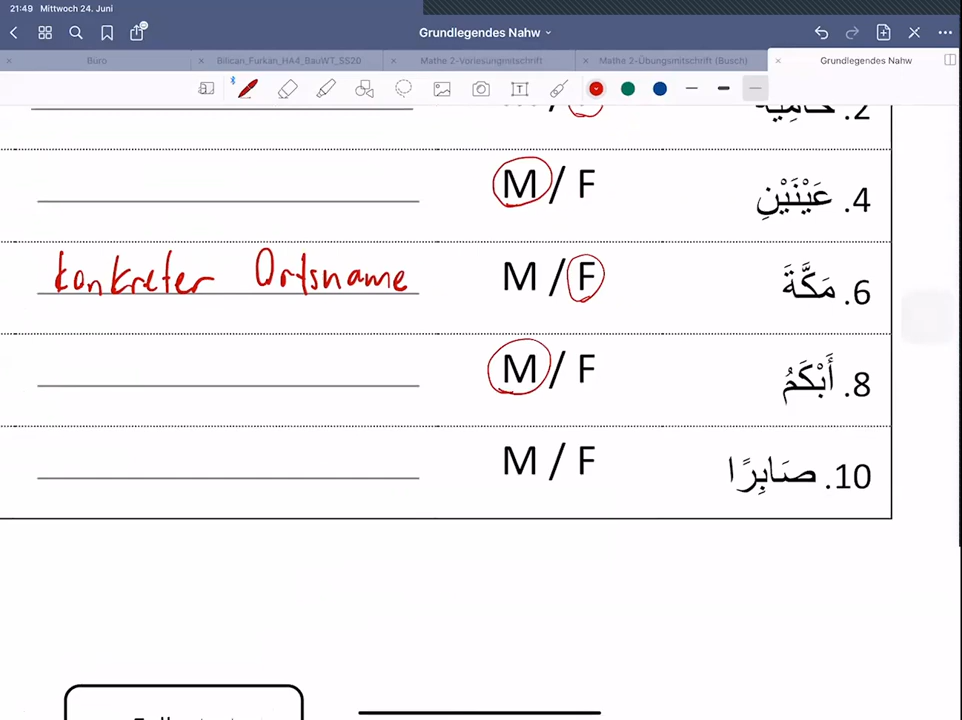 21:49 Mittwoch 24. Juni
Grundlegendes Nahw
Büro
Bilican_Furkan_HA4_BauWT_SS20
Mathe 2-Vorlesungmitschrift
Mathe 2-Übungsmitschrift (Busch)
Grundlegendes Nahw
2.
4. عَيْنَيْنِ M / F
6. مَكَّةَ M / F konkreter Ortsname
8. أَبْكَمُ M / F
10. صَابِرًا M / F